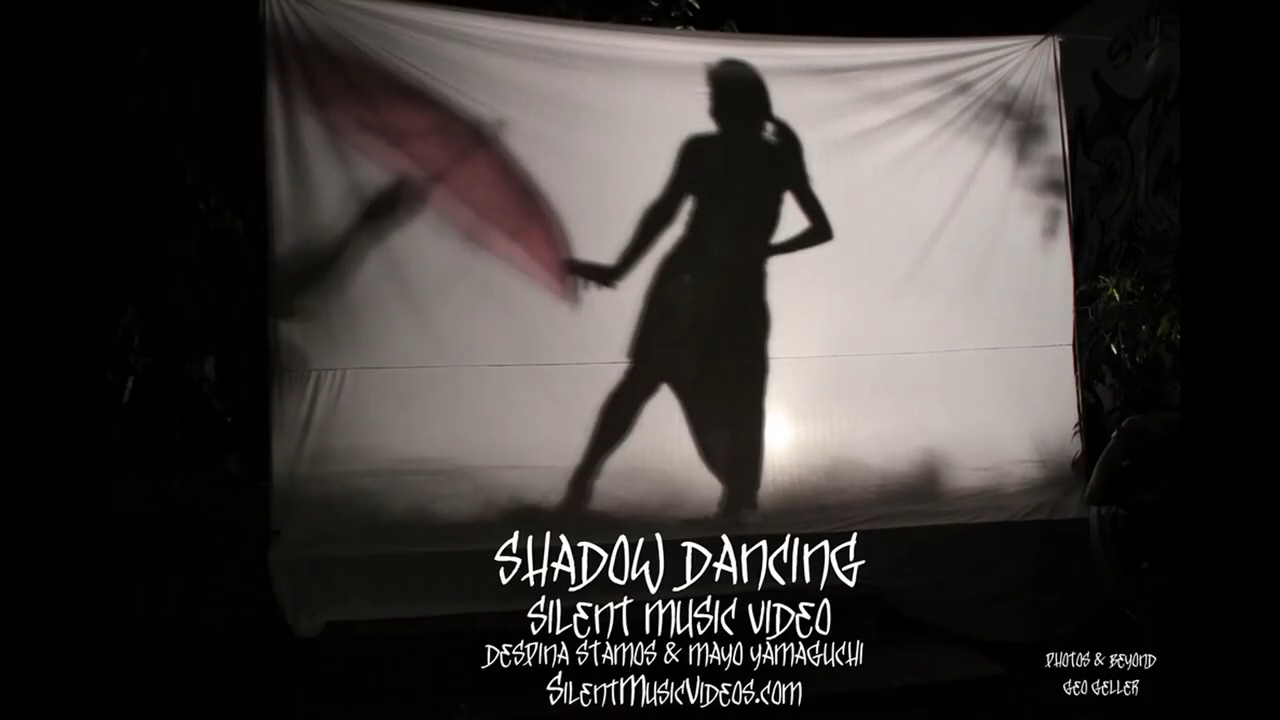 SHADOW DANCING
SILENT MUSIC VIDEO
DESPINA STAMOS & MAYO YAMAGUCHI
SILENTMUSICVIDEOS.COM
PHOTOS & BEYOND
GEO GELLER